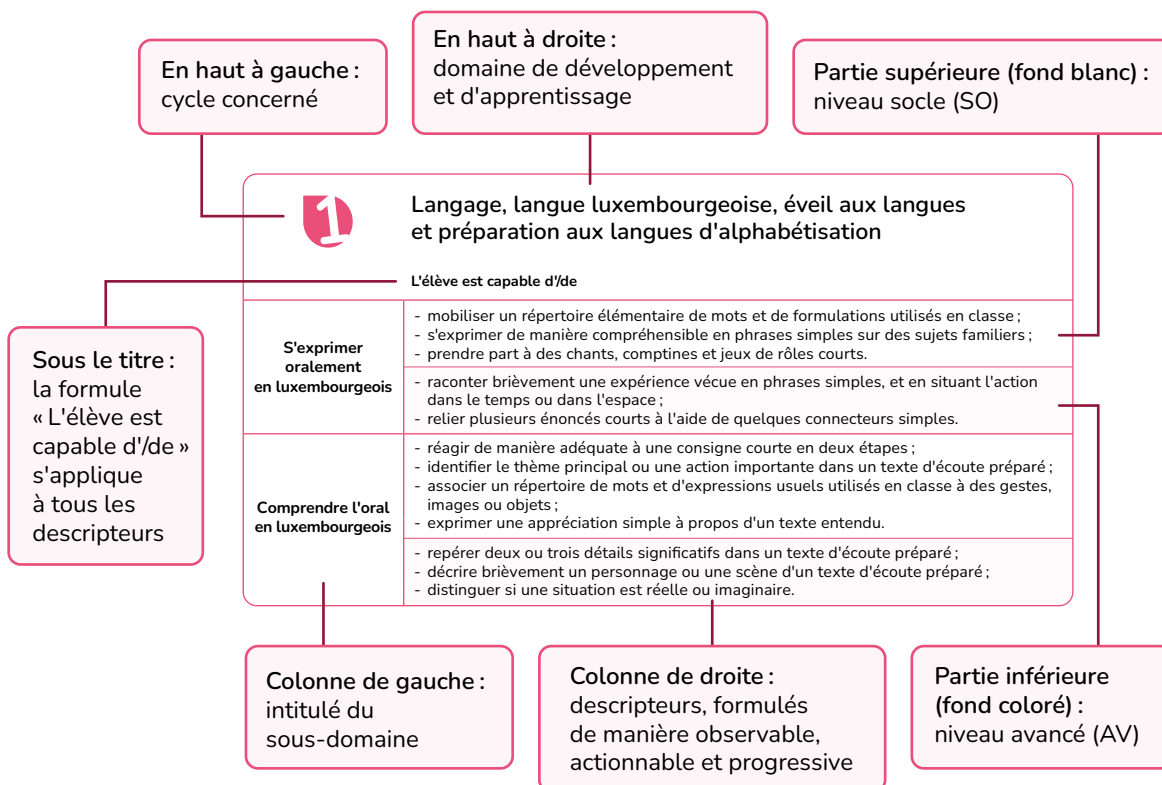 En haut à gauche :
cycle concerné
En haut à droite :
domaine de développement
et d'apprentissage
Partie supérieure (fond blanc) :
niveau socle (SO)
1
Langage, langue luxembourgeoise, éveil aux langues
et préparation aux langues d'alphabétisation
L'élève est capable d'/de
Sous le titre :
la formule
« L'élève est
capable d'/de »
s'applique
à tous les
descripteurs
S'exprimer
oralement
en luxembourgeois
- mobiliser un répertoire élémentaire de mots et de formulations utilisés en classe ;
- s'exprimer de manière compréhensible en phrases simples sur des sujets familiers ;
- prendre part à des chants, comptines et jeux de rôles courts.
- raconter brièvement une expérience vécue en phrases simples, et en situant l'action
dans le temps ou dans l'espace ;
- relier plusieurs énoncés courts à l'aide de quelques connecteurs simples.
Comprendre l'oral
en luxembourgeois
- réagir de manière adéquate à une consigne courte en deux étapes ;
- identifier le thème principal ou une action importante dans un texte d'écoute préparé ;
- associer un répertoire de mots et d'expressions usuels utilisés en classe à des gestes,
images ou objets ;
- exprimer une appréciation simple à propos d'un texte entendu.
- repérer deux ou trois détails significatifs dans un texte d'écoute préparé ;
- décrire brièvement un personnage ou une scène d'un texte d'écoute préparé ;
- distinguer si une situation est réelle ou imaginaire.
Colonne de gauche :
intitulé du
sous-domaine
Colonne de droite :
descripteurs, formulés
de manière observable,
actionnable et progressive
Partie inférieure
(fond coloré) :
niveau avancé (AV)